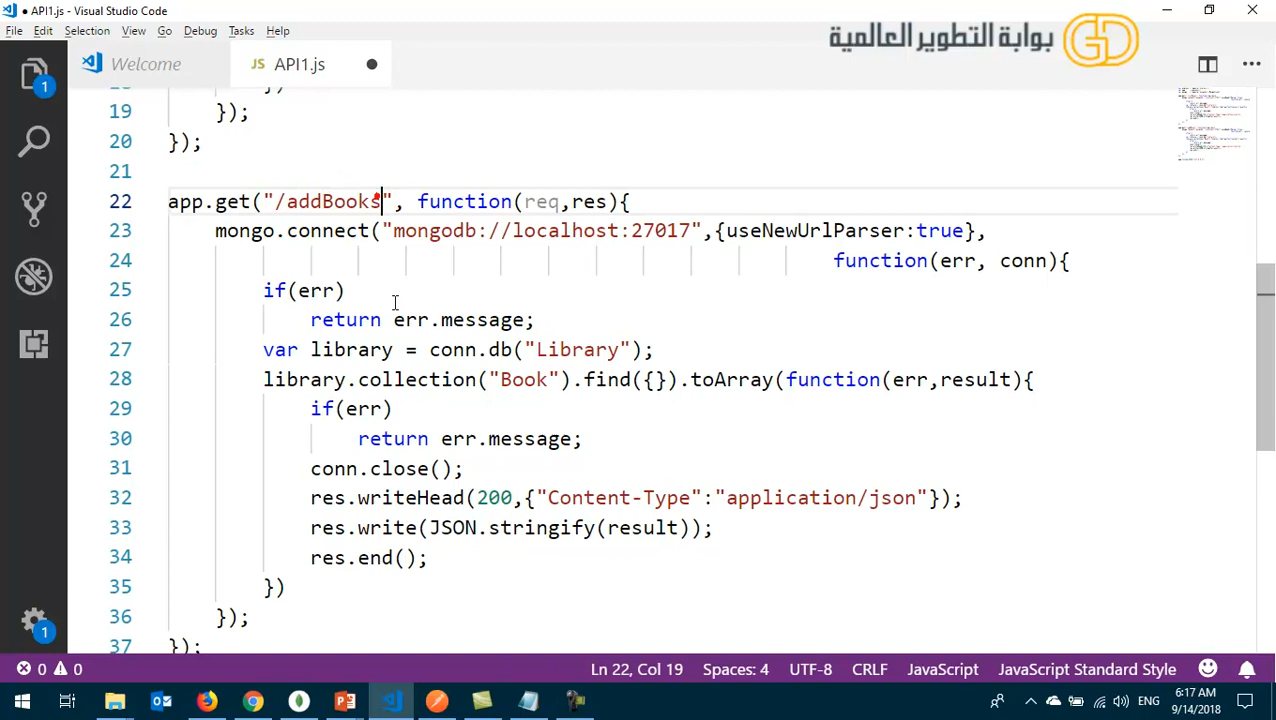 ● API1.js - Visual Studio Code
File Edit Selection View Go Debug Tasks Help
بوابة التطوير العالمية
GD
1
Welcome
JS API1.js ●
19 });
20 });
21
22 app.get("/addBooks", function(req,res){
23 mongo.connect("mongodb://localhost:27017",{useNewUrlParser:true},
24 function(err, conn){
25 if(err)
26 return err.message;
27 var library = conn.db("Library");
28 library.collection("Book").find({}).toArray(function(err,result){
29 if(err)
30 return err.message;
31 conn.close();
32 res.writeHead(200,{"Content-Type":"application/json"});
33 res.write(JSON.stringify(result));
34 res.end();
35 })
36 });
37 });
1
0 0 Ln 22, Col 19 Spaces: 4 UTF-8 CRLF JavaScript JavaScript Standard Style
ENG 6:17 AM
9/14/2018